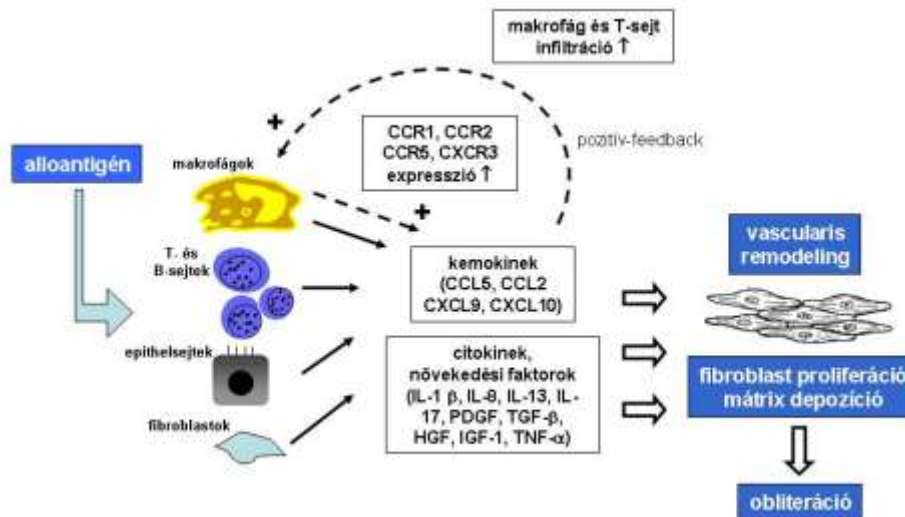 makrofág és T-sejt
infiltráció ↑
+
CCR1, CCR2
CCR5, CXCR3
expresszió ↑
pozitív-feedback
alloantigén
makrofágok
+
T- és
B-sejtek
kemokinek
(CCL5, CCL2
CXCL9, CXCL10)
vascularis
remodeling
epithelsejtek
citokinek,
növekedési faktorok
(IL-1 β, IL-8, IL-13, IL-
17, PDGF, TGF-β,
HGF, IGF-1, TNF-α)
fibroblast proliferáció
mátrix depozíció
fibroblastok
obliteráció